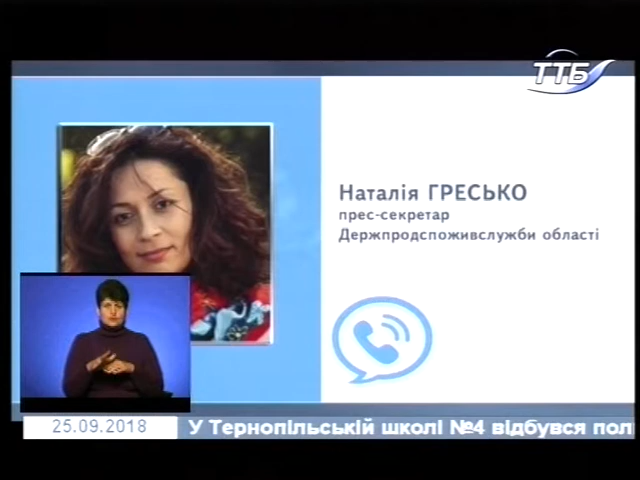 ТТБ
Наталія ГРЕСЬКО
прес-секретар
Держпродспоживслужби області
25.09.2018
У Тернопільській школі №4 відбувся пол